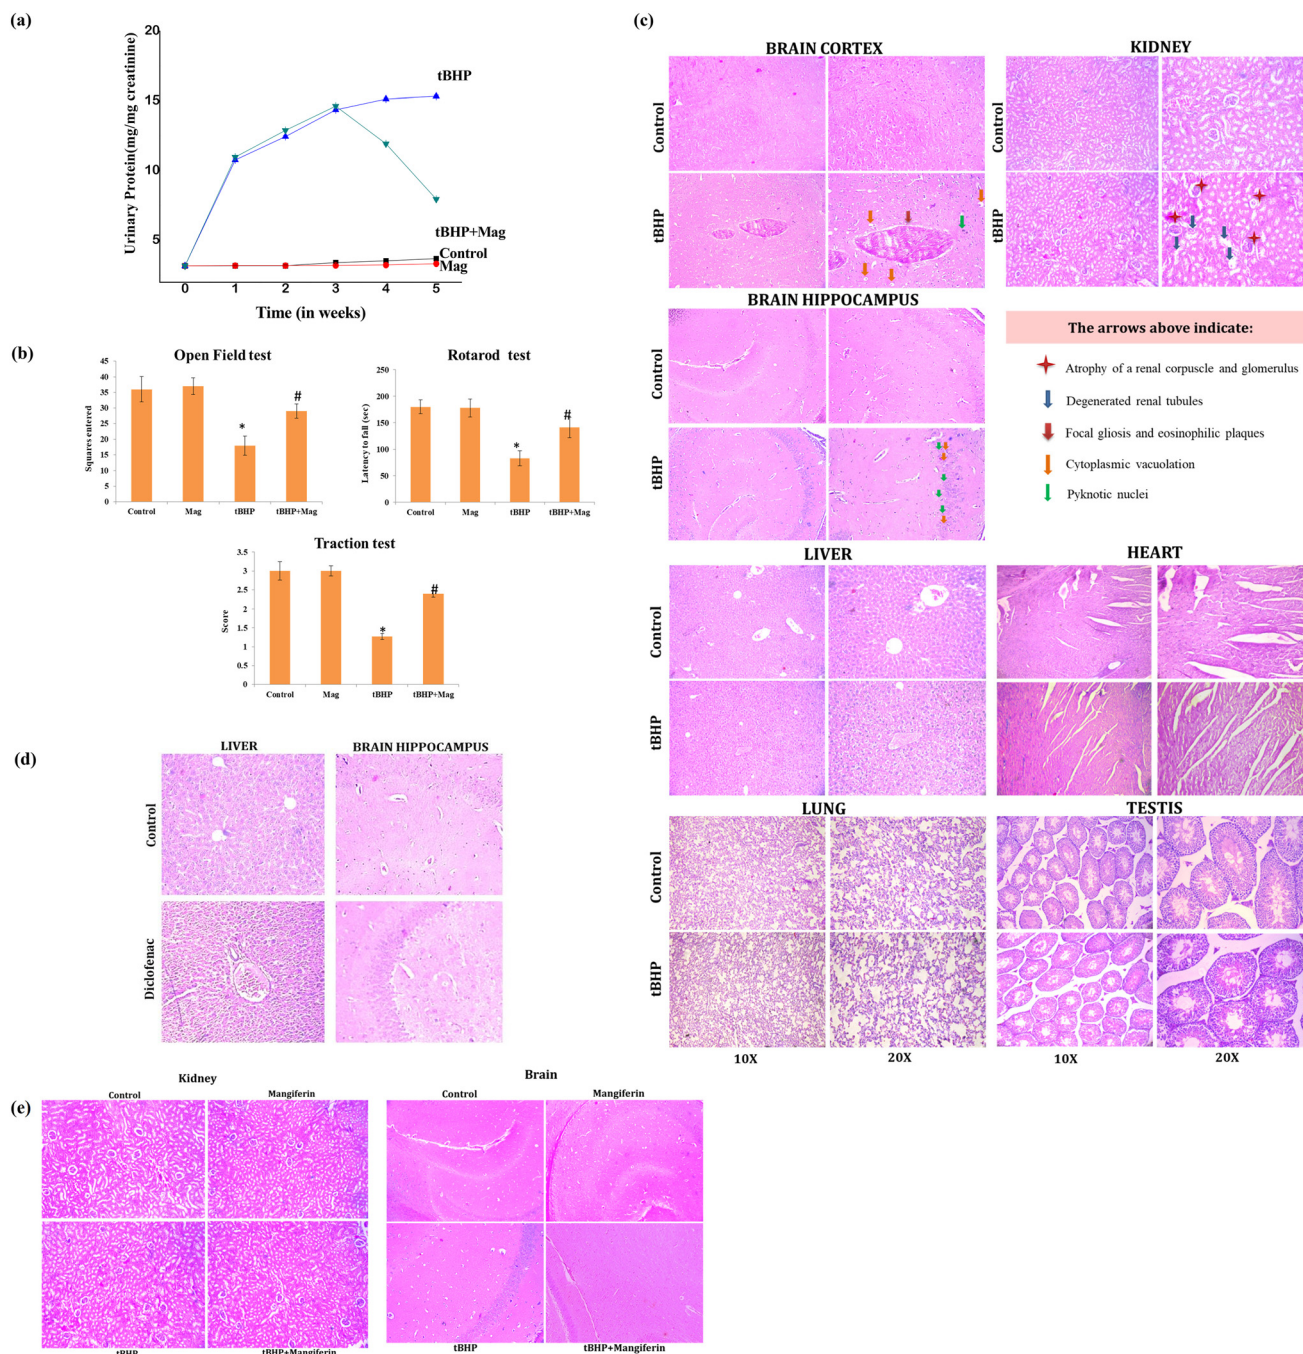 (a)
20
15
10
5
Urinary Protein(mg/mg creatinine)
tBHP
tBHP+Mag
Control
Mag
0 1 2 3 4 5
Time (in weeks)
(b)
Open Field test
45
40
35
30
25
20
15
10
5
0
Squares entered
*
#
Control Mag tBHP tBHP+Mag
Rotarod test
250
200
150
100
50
0
Latency to fall (sec)
*
#
Control Mag tBHP tBHP+Mag
Traction test
3.5
3
2.5
2
1.5
1
0.5
0
Score
*
#
Control Mag tBHP tBHP+Mag
(c)
BRAIN CORTEX
Control
tBHP
KIDNEY
Control
tBHP
BRAIN HIPPOCAMPUS
Control
tBHP
The arrows above indicate:
Atrophy of a renal corpuscle and glomerulus
Degenerated renal tubules
Focal gliosis and eosinophilic plaques
Cytoplasmic vacuolation
Pyknotic nuclei
LIVER
Control
tBHP
HEART
LUNG
Control
tBHP
TESTIS
10X 20X 10X 20X
(d)
LIVER BRAIN HIPPOCAMPUS
Control
Diclofenac
(e)
Kidney
Control Mangiferin
tBHP tBHP+Mangiferin
Brain
Control Mangiferin
tBHP tBHP+Mangiferin